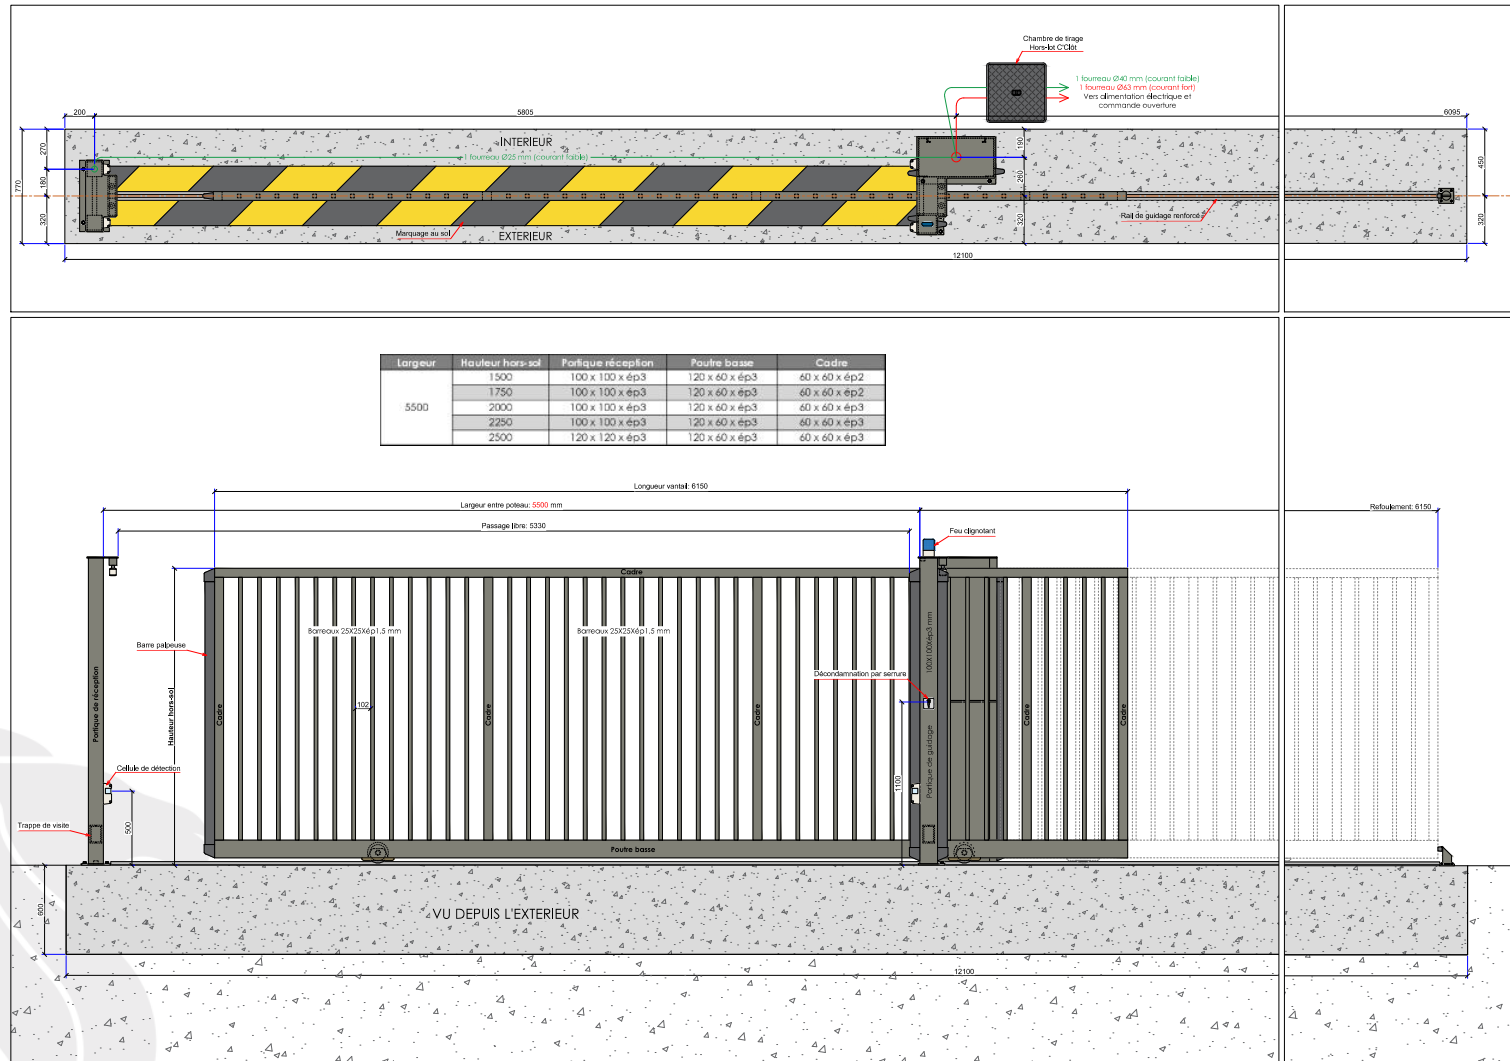 Chambre de tirage
Hors-lot C'Clôt
1 fourreau Ø40 mm (courant faible)
1 fourreau Ø63 mm (courant fort)
Vers alimentation électrique et
commande ouverture
200
5805
6095
INTERIEUR
1 fourreau Ø25 mm (courant faible)
770
270
180
320
190
260
320
450
320
Rail de guidage renforcé
Marquage au sol
EXTERIEUR
12100
Largeur Hauteur hors-sol Portique réception Poutre basse Cadre
1500 100 x 100 x ép3 120 x 60 x ép3 60 x 60 x ép2
1750 100 x 100 x ép3 120 x 60 x ép3 60 x 60 x ép2
5500 2000 100 x 100 x ép3 120 x 60 x ép3 60 x 60 x ép3
2250 100 x 100 x ép3 120 x 60 x ép3 60 x 60 x ép3
2500 120 x 120 x ép3 120 x 60 x ép3 60 x 60 x ép3
Longueur vantail: 6150
Largeur entre poteau: 5500 mm
Refoulement: 6150
Passage libre: 5330
Feu clignotant
Cadre
Barreaux 25X25Xép1,5 mm
Barreaux 25X25Xép1,5 mm
Barre palpeuse
100X100Xép3 mm
Décondamnation par serrure
Portique de réception
Hauteur hors-sol
Cadre
102
Cadre
Cadre
Portique de guidage
Cadre
Cadre
Cellule de détection
1100
500
Trappe de visite
Poutre basse
600
VU DEPUIS L'EXTERIEUR
12100